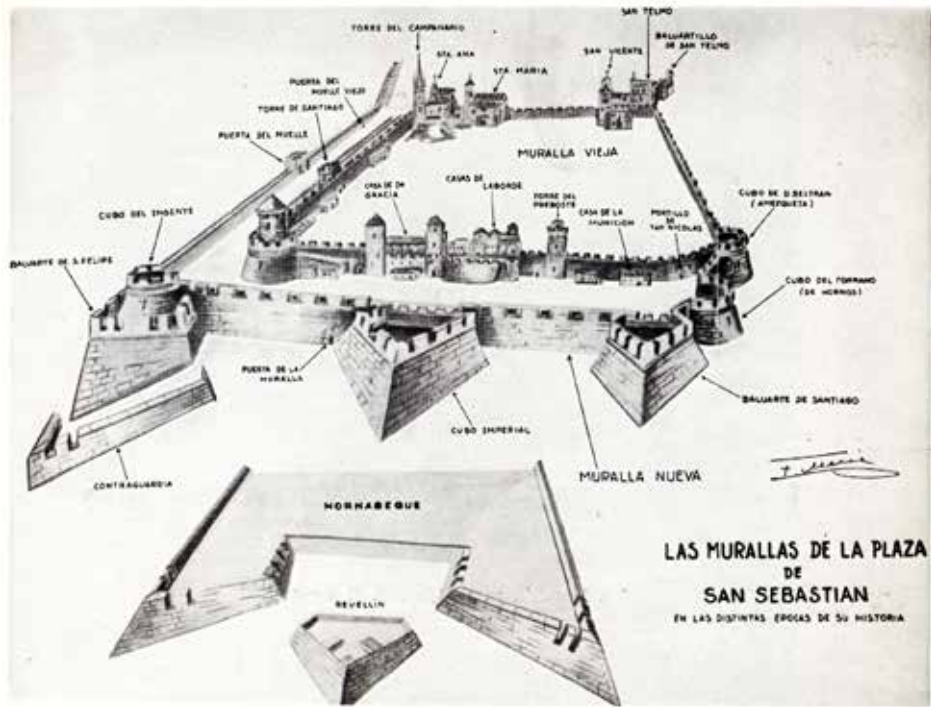 SAN TELMO
TORRE DEL CAMPANARIO
BALUARTILLO
DE SAN TELMO
STA. ANA
SAN VICENTE
STA. MARIA
PUERTA DEL
MUELLE VIEJO
TORRE DE SANTIAGO
PUERTA DEL MUELLE
MURALLA VIEJA
CUBO DEL INGENTE
CASA DE
GRACIA
CASAS DE
LABORDE
TORRE DEL
PREBOSTE
CASA DE LA
MUNICION
PORTILLO
DE
SAN NICOLAS
CUBO DE D. BELTRAN
(AMEZQUETA)
BALUARTE DE S. FELIPE
CUBO DEL TORRANO
(DE HORNOS)
PUERTA DE LA
MURALLA
CUBO IMPERIAL
BALUARTE DE SANTIAGO
CONTRAGUARDIA
MURALLA NUEVA
HORNABEQUE
REVELLIN
LAS MURALLAS DE LA PLAZA
DE
SAN SEBASTIAN
EN LAS DISTINTAS EPOCAS DE SU HISTORIA